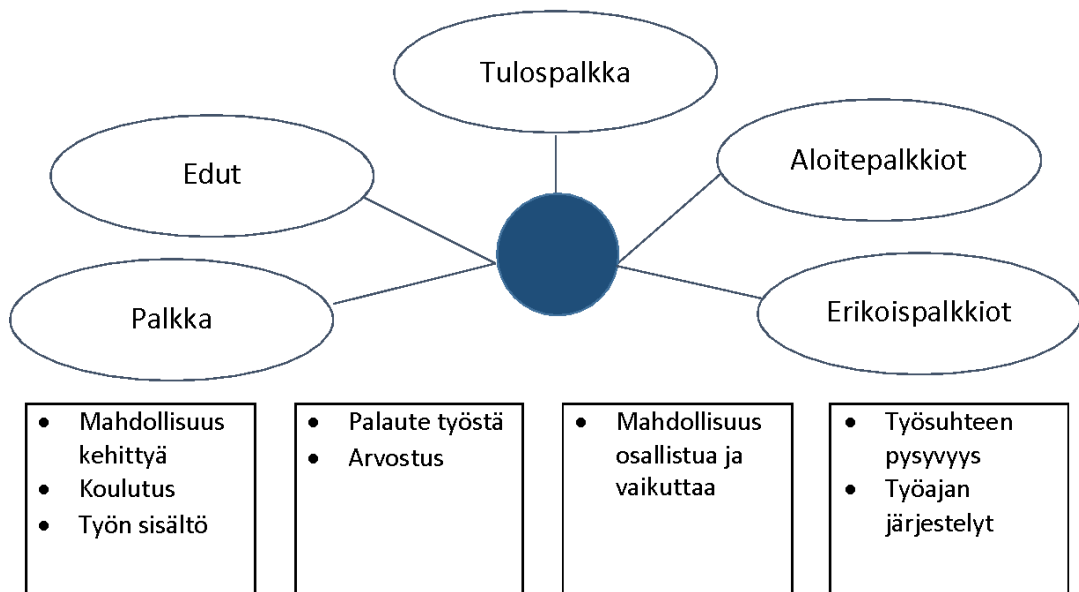 Tulospalkka
Edut
Aloitepalkkiot
Palkka
Erikoispalkkiot
• Mahdollisuus
kehittyä
• Koulutus
• Työn sisältö
• Palaute työstä
• Arvostus
• Mahdollisuus
osallistua ja
vaikuttaa
• Työsuhteen
pysyvyys
• Työajan
järjestelyt